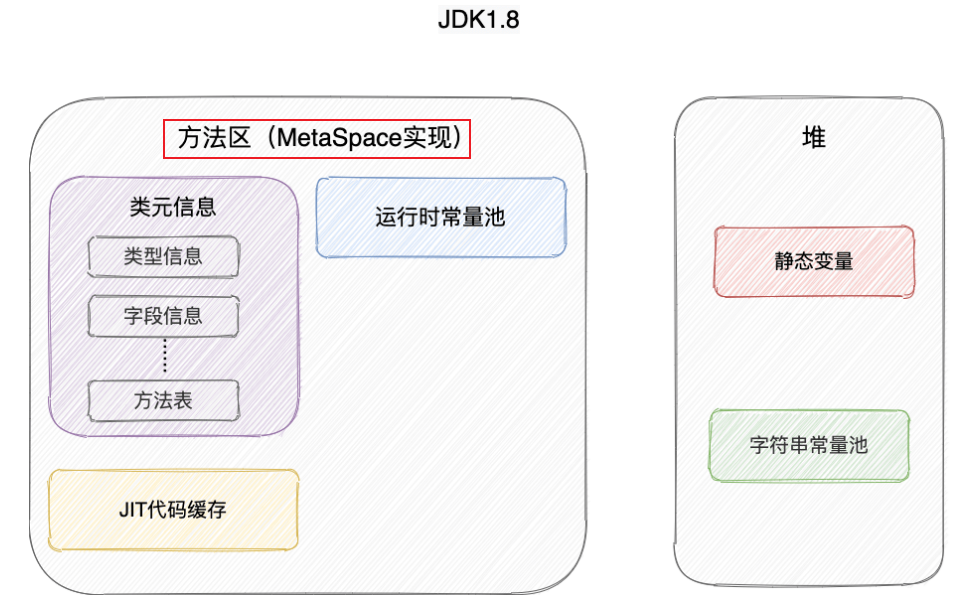 JDK1.8
方法区（MetaSpace实现）
堆
类元信息
运行时常量池
类型信息
静态变量
字段信息
方法表
字符串常量池
JIT代码缓存